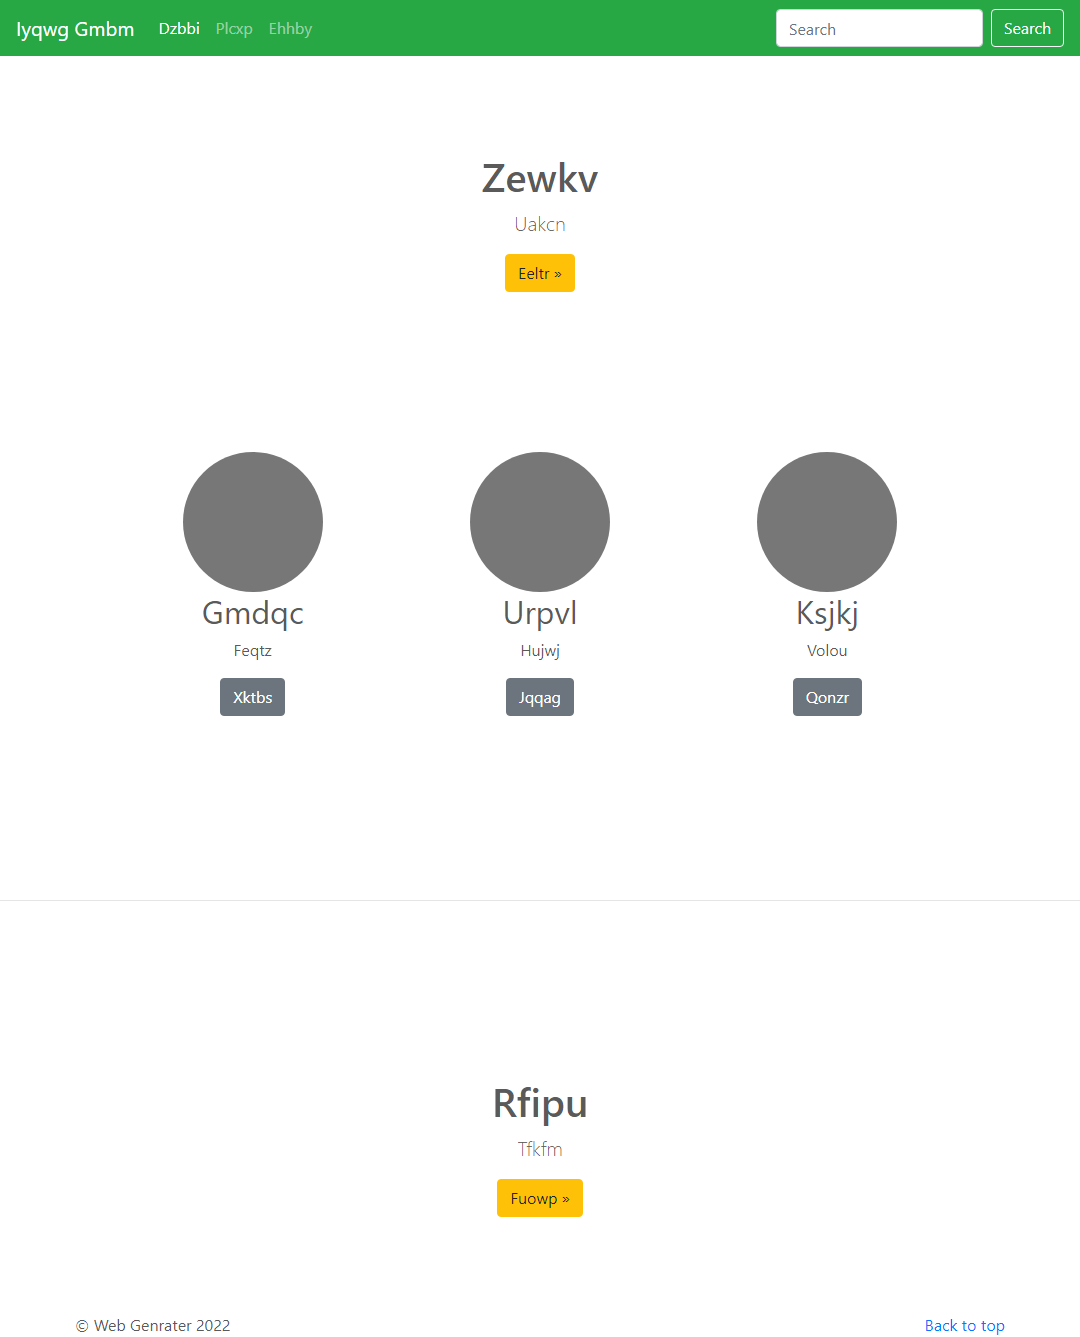 lyqwg Gmbm Dzbbi Plcxp Ehhby Search Search
Zewkv
Uakcn
Eeltr »
Gmdqc Urpvl Ksjkj
Feqtz Hujwj Volou
Xktbs Jqqag Qonzr
Rfipu
Tfkfm
Fuowp »
© Web Genrater 2022 Back to top